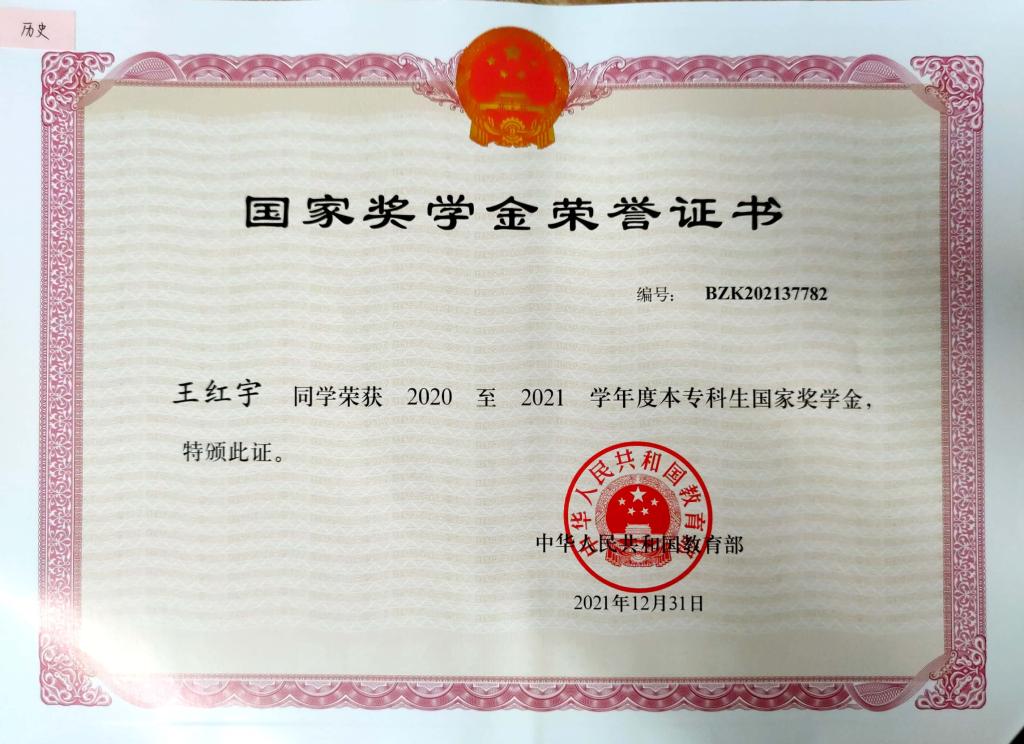 历史
国家奖学金荣誉证书
编号： BZK202137782
王红宇 同学荣获 2020 至 2021 学年度本专科生国家奖学金，
特颁此证。
中华人民共和国教育部
中华人民共和国教育部
2021年12月31日